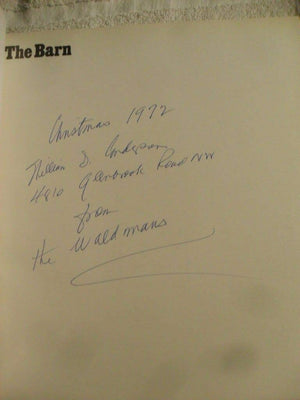 The Barn
Christmas 1972
William D. Anderson
4810 Glenbrook Road NW
from
the Waldmans